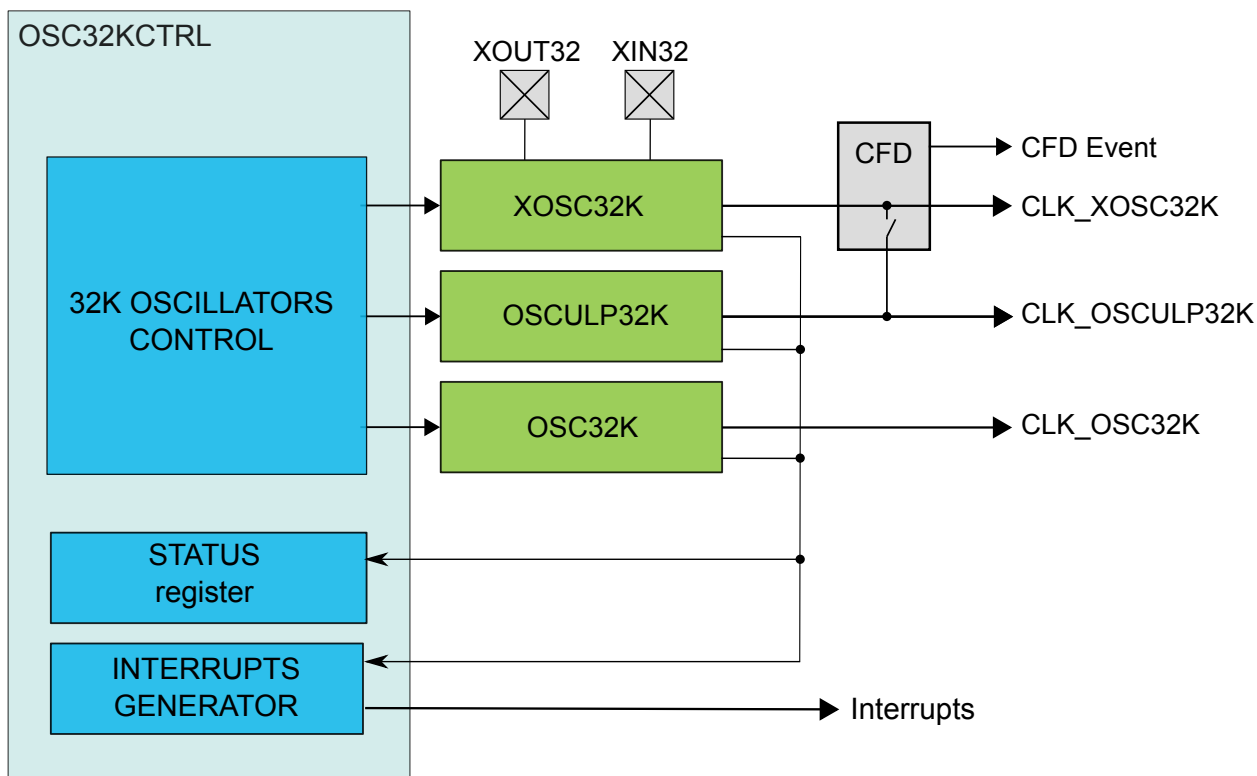 OSC32KCTRL
XOUT32
XIN32
CFD
CFD Event
XOSC32K
CLK_XOSC32K
32K OSCILLATORS
CONTROL
OSCULP32K
CLK_OSCULP32K
OSC32K
CLK_OSC32K
STATUS
register
INTERRUPTS
GENERATOR
Interrupts